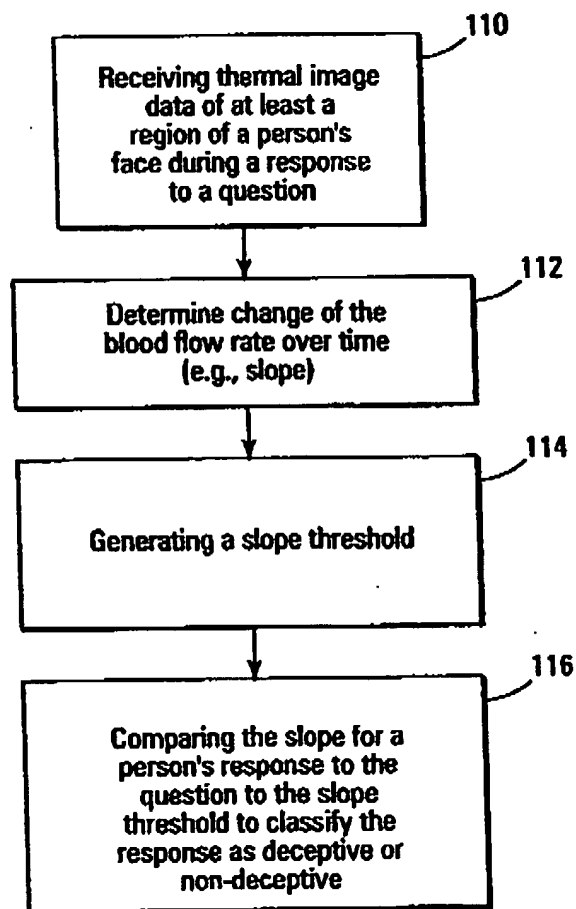 110
Receiving thermal image
data of at least a
region of a person's
face during a response
to a question
112
Determine change of the
blood flow rate over time
(e.g., slope)
114
Generating a slope threshold
116
Comparing the slope for a
person's response to the
question to the slope
threshold to classify the
response as deceptive or
non-deceptive